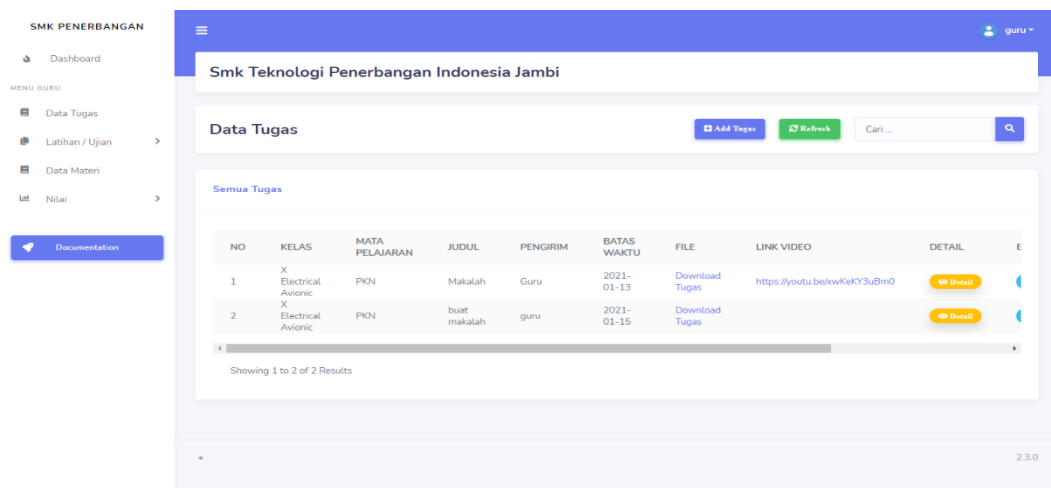 SMK PENERBANGAN
guru
Dashboard
MENU GURU
Data Tugas
Latihan / Ujian
Data Materi
Nilai
Documentation
Smk Teknologi Penerbangan Indonesia Jambi
Data Tugas
Add Tugas
Refresh
Cari ...
Semua Tugas
NO KELAS MATA PELAJARAN JUDUL PENGIRIM BATAS WAKTU FILE LINK VIDEO DETAIL E
1 X Electrical Avionic PKN Makalah Guru 2021-01-13 Download Tugas https://youtu.be/xwKeKY3uBm0 Detail
2 X Electrical Avionic PKN buat makalah guru 2021-01-15 Download Tugas Detail
Showing 1 to 2 of 2 Results
2.3.0